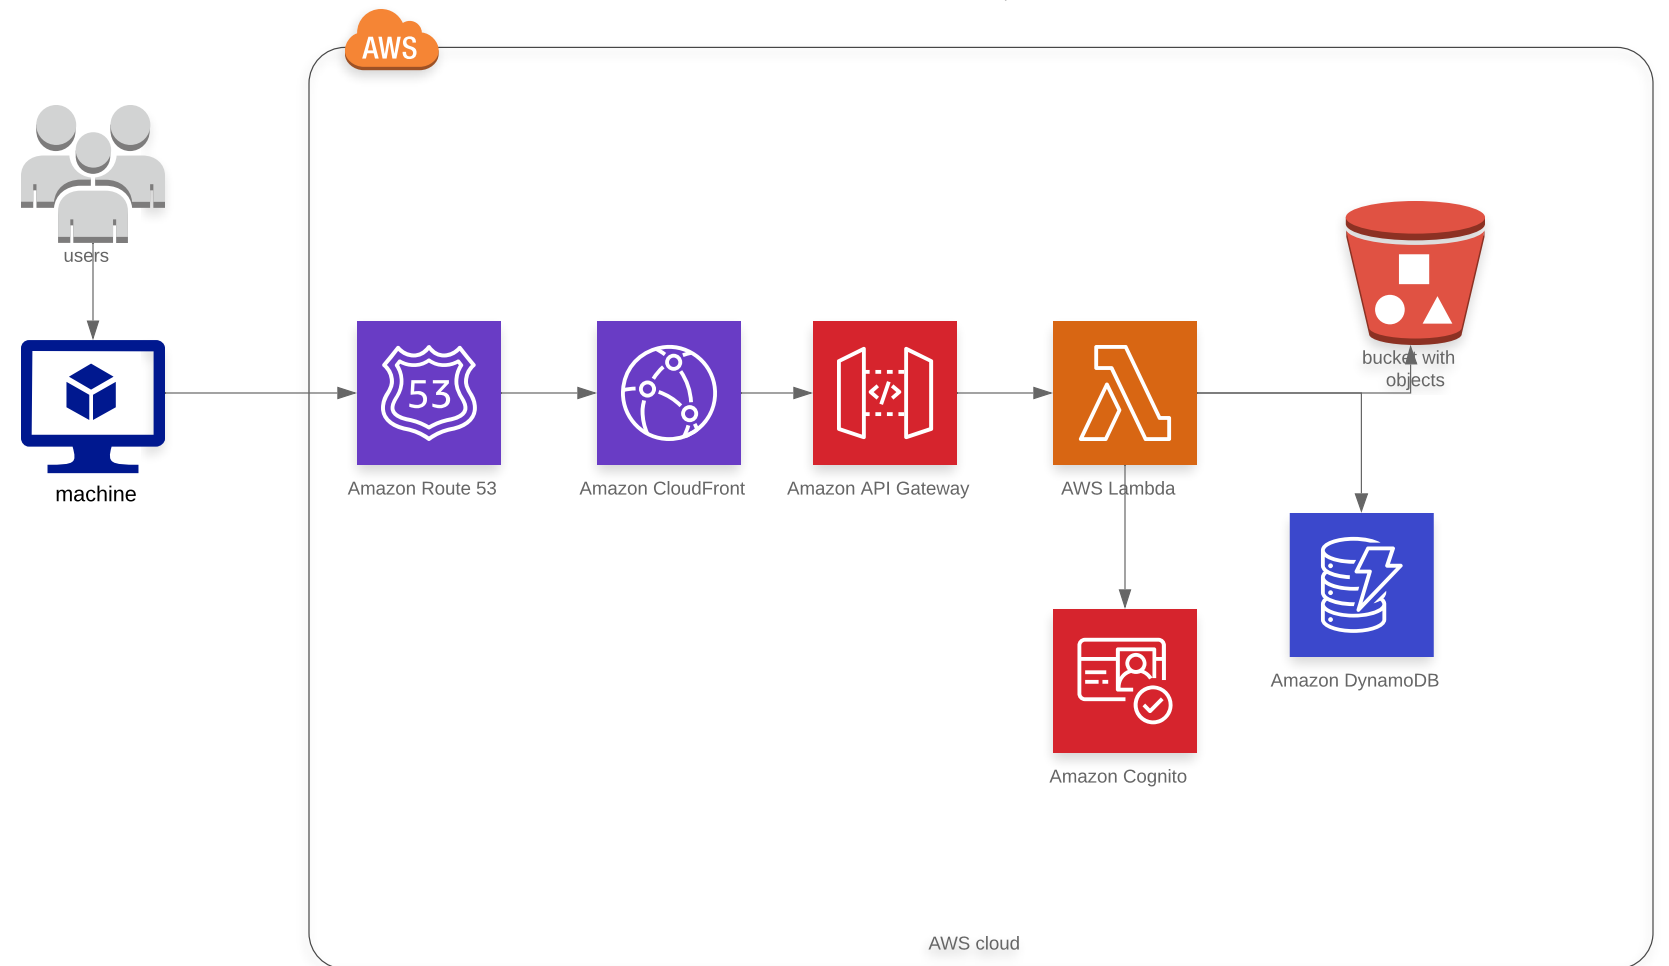 AWS
users
machine
53
Amazon Route 53
Amazon CloudFront
</>
Amazon API Gateway
AWS Lambda
bucket with
objects
Amazon DynamoDB
Amazon Cognito
AWS cloud